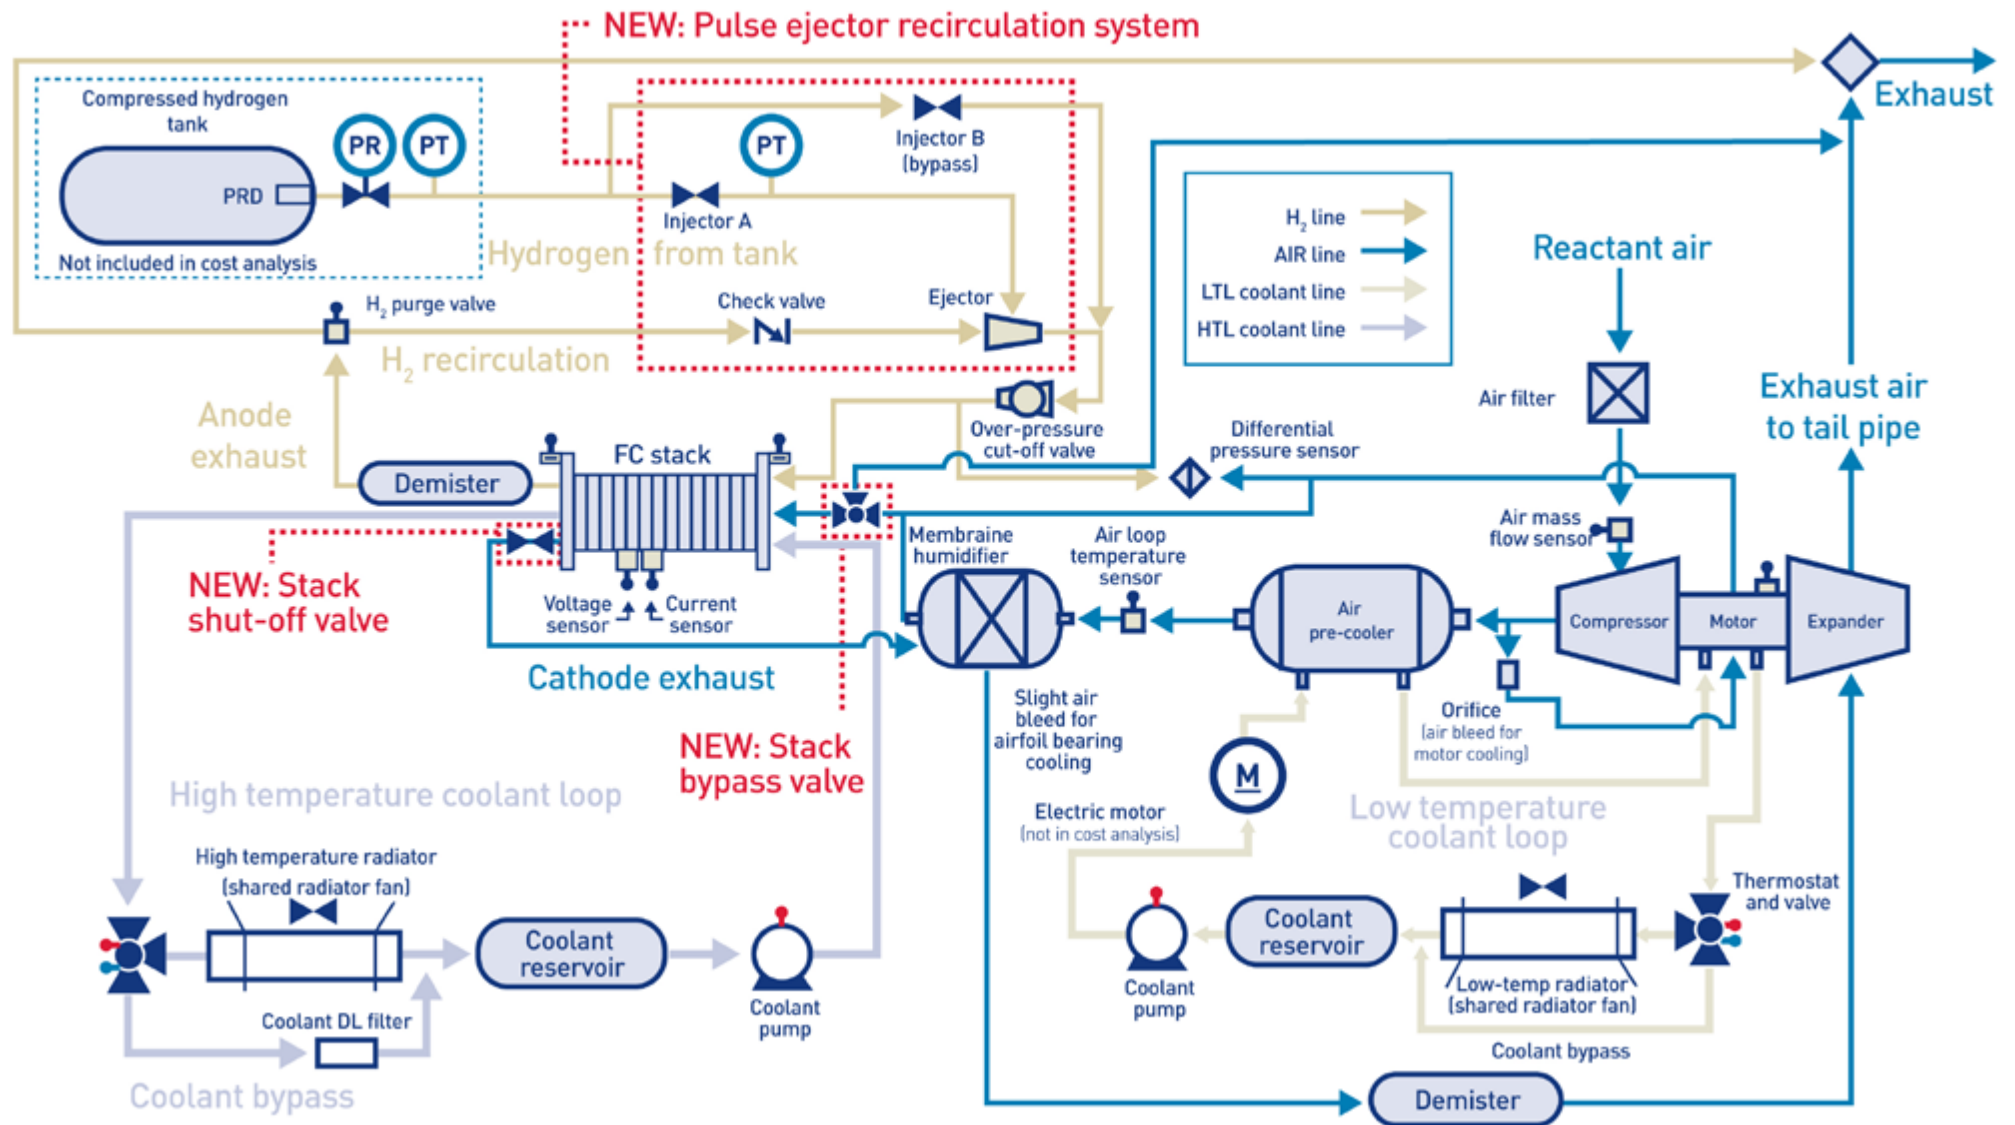 NEW: Pulse ejector recirculation system
Compressed hydrogen
tank
PR
PT
PRD
Not included in cost analysis
PT
Injector A
Injector B
(bypass)
Exhaust
Hydrogen from tank
H2 line
AIR line
LTL coolant line
HTL coolant line
Reactant air
H2 purge valve
Check valve
Ejector
H2 recirculation
Anode
exhaust
Over-pressure
cut-off valve
Differential
pressure sensor
Air filter
Exhaust air
to tail pipe
Demister
FC stack
NEW: Stack
shut-off valve
Voltage
sensor
Current
sensor
Cathode exhaust
Membraine
humidifier
Air loop
temperature
sensor
Air
pre-cooler
Air mass
flow sensor
Compressor
Motor
Expander
NEW: Stack
bypass valve
Slight air
bleed for
airfoil bearing
cooling
Orifice
(air bleed for
motor cooling)
M
Electric motor
(not in cost analysis)
Low temperature
coolant loop
High temperature coolant loop
High temperature radiator
(shared radiator fan)
Coolant
reservoir
Coolant
pump
Coolant DL filter
Coolant bypass
Coolant
pump
Coolant
reservoir
Low-temp radiator
(shared radiator fan)
Thermostat
and valve
Coolant bypass
Demister